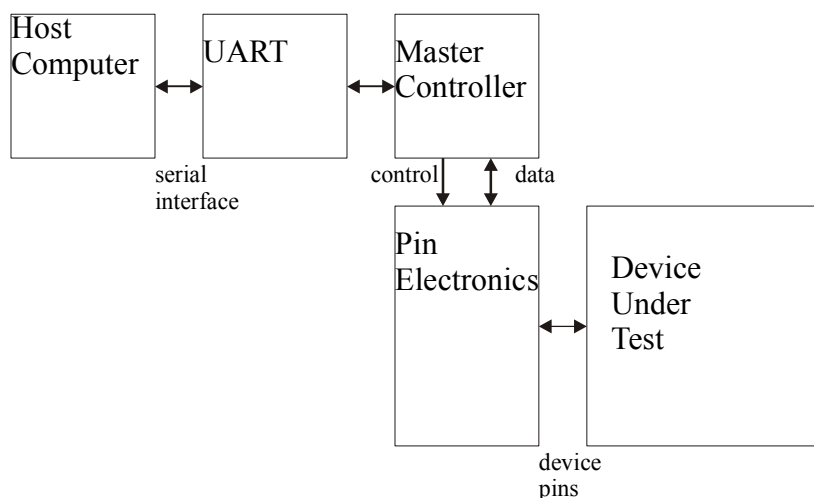 Host
Computer
UART
Master
Controller
serial
interface
control
data
Pin
Electronics
Device
Under
Test
device
pins